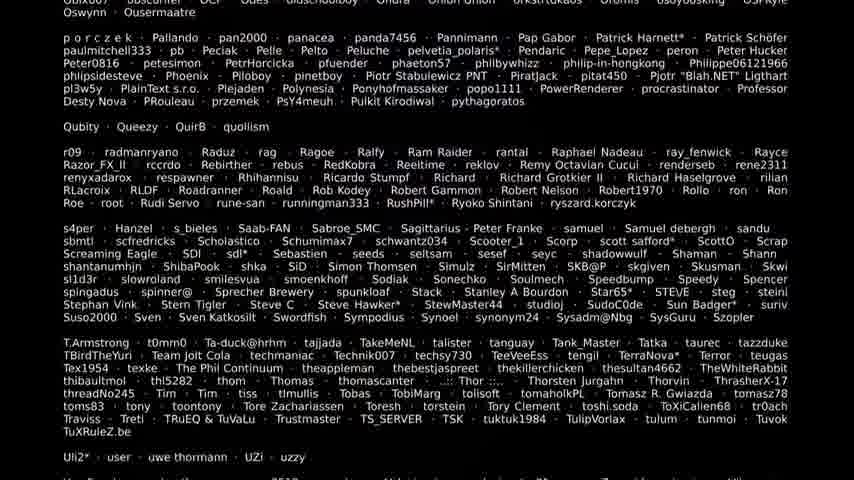 Oswynn · Ousermaatre
p o r c z e k · Pallando · pan2000 · panacea · panda7456 · Pannimann · Pap Gabor · Patrick Harnett* · Patrick Schöfer
paulmitchell333 · pb · Peciak · Pelle · Pelto · Peluche · pelvetia_polaris* · Pendaric · Pepe_Lopez · peron · Peter Hucker
Peter0816 · petesimon · PetrHorcicka · pfuender · phaeton57 · philbywhizz · philip-in-hongkong · Philippe06121966
phlipsidesteve · Phoenix · Piloboy · pinetboy · Piotr Stabulewicz PNT · PiratJack · pitat450 · Pjotr "Blah.NET" Ligthart
pl3w5y · PlainText s.r.o. · Plejaden · Polynesia · Ponyhofmassaker · popo1111 · PowerRenderer · procrastinator · Professor
Desty Nova · PRouleau · przemek · PsY4meuh · Pulkit Kirodiwal · pythagoratos
Qubity · Queezy · QuirB · quollism
r09 · radmanryano · Raduz · rag · Ragoe · Ralfy · Ram Raider · rantal · Raphael Nadeau · ray_fenwick · Rayce
Razor_FX_II · rccrdo · Rebirther · rebus · RedKobra · Reeltime · reklov · Remy Octavian Cucui · renderseb · rene2311
renyxadarox · respawner · Rhihannisu · Ricardo Stumpf · Richard · Richard Grotkier II · Richard Haselgrove · rilian
RLacroix · RLDF · Roadranner · Roald · Rob Kodey · Robert Gammon · Robert Nelson · Robert1970 · Rollo · ron · Ron
Roe · root · Rudi Servo · rune-san · runningman333 · RushPill* · Ryoko Shintani · ryszard.korczyk
s4per · Hanzel · s_bieles · Saab-FAN · Sabroe_SMC · Sagittarius - Peter Franke · samuel · Samuel debergh · sandu
sbmtl · scfredricks · Scholastico · Schumimax7 · schwantz034 · Scooter_1 · Scorp · scott safford* · ScottO · Scrap
Screaming Eagle · SDI · sdl* · Sebastien · seeds · seltsam · sesef · seyc · shadowwulf · Shaman · Shann
shantanumhjn · ShibaPook · shka · SiD · Simon Thomsen · Simulz · SirMitten · SKB@P · skgiven · Skusman · Skwi
sl1d3r · slowroland · smilesvua · smoenkhoff · Sodiak · Sonechko · Soulmech · Speedbump · Speedy · Spencer
spingadus · spinner@ · Sprecher Brewery · spunkloaf · Stack · Stanley A Bourdon · Star65* · STE\/E · steg · steini
Stephan Vink · Stern Tigler · Steve C · Steve Hawker* · StewMaster44 · studioj · SudoC0de · Sun Badger* · suriv
Suso2000 · Sven · Sven Katkosilt · Swordfish · Sympodius · Synoel · synonym24 · Sysadm@Nbg · SysGuru · Szopler
T.Armstrong · t0mm0 · Ta-duck@hrhm · tajjada · TakeMeNL · talister · tanguay · Tank_Master · Tatka · taurec · tazzduke
TBirdTheYuri · Team Jolt Cola · techmaniac · Technik007 · techsy730 · TeeVeeEss · tengil · TerraNova* · Terror · teugas
Tex1954 · texke · The Phil Continuum · theappleman · thebestjaspreet · thekillerchicken · thesultan4662 · TheWhiteRabbit
thibaultmol · thl5282 · thom · Thomas · thomascanter · ..:: Thor ::.. · Thorsten Jurgahn · Thorvin · ThrasherX-17
threadNo245 · Tim · Tim · tiss · tlmullis · Tobas · TobiMarg · tolisoft · tomaholkPL · Tomasz R. Gwiazda · tomasz78
toms83 · tony · toontony · Tore Zachariassen · Toresh · torstein · Tory Clement · toshi.soda · ToXiCalien68 · tr0ach
Traviss · Tretl · TRuEQ & TuVaLu · Trustmaster · TS_SERVER · TSK · tuktuk1984 · TulipVorlax · tulum · tunmoi · Tuvok
TuXRuleZ.be
Uli2* · user · uwe thormann · UZi · uzzy